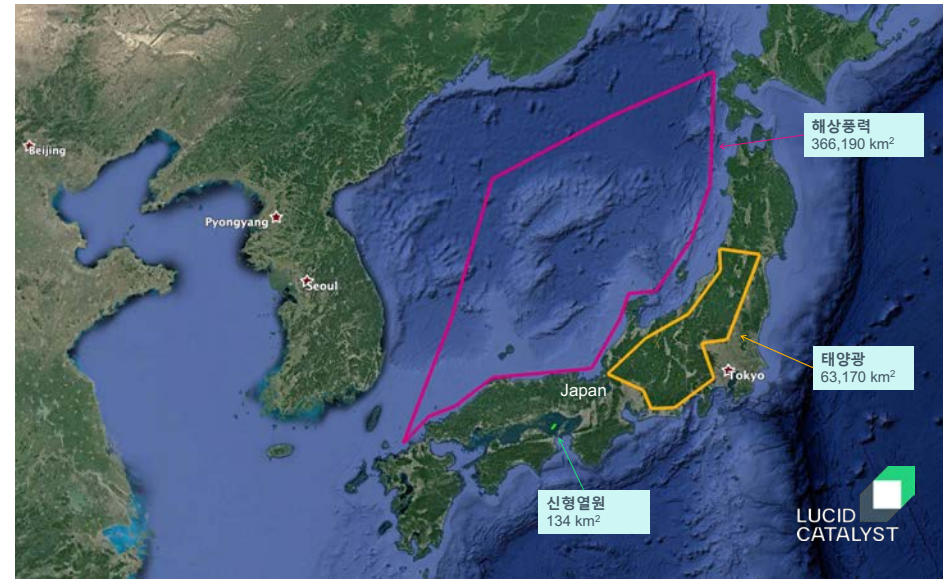 해상풍력
366,190 km²
Beijing
Pyongyang
Seoul
태양광
63,170 km²
Tokyo
Japan
신형열원
134 km²
LUCID
CATALYST